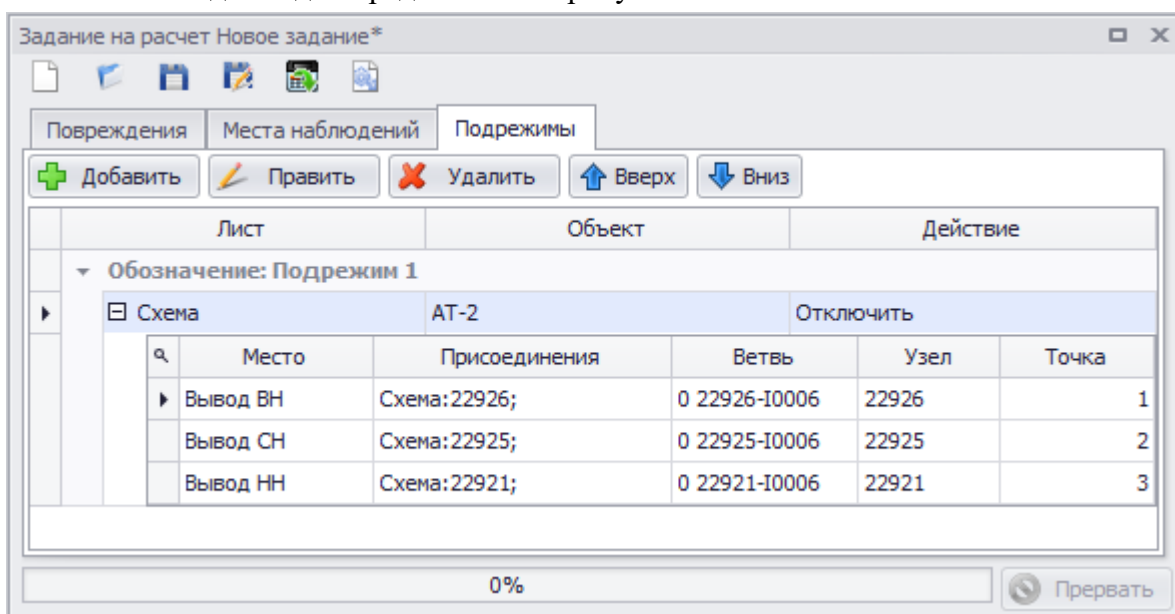 Задание на расчет Новое задание*
Повреждения Места наблюдений Подрежимы
Добавить Править Удалить Вверх Вниз
Лист Объект Действие
Обозначение: Подрежим 1
Схема АТ-2 Отключить
Место Присоединения Ветвь Узел Точка
Вывод ВН Схема:22926; 0 22926-I0006 22926 1
Вывод СН Схема:22925; 0 22925-I0006 22925 2
Вывод НН Схема:22921; 0 22921-I0006 22921 3
0% Прервать